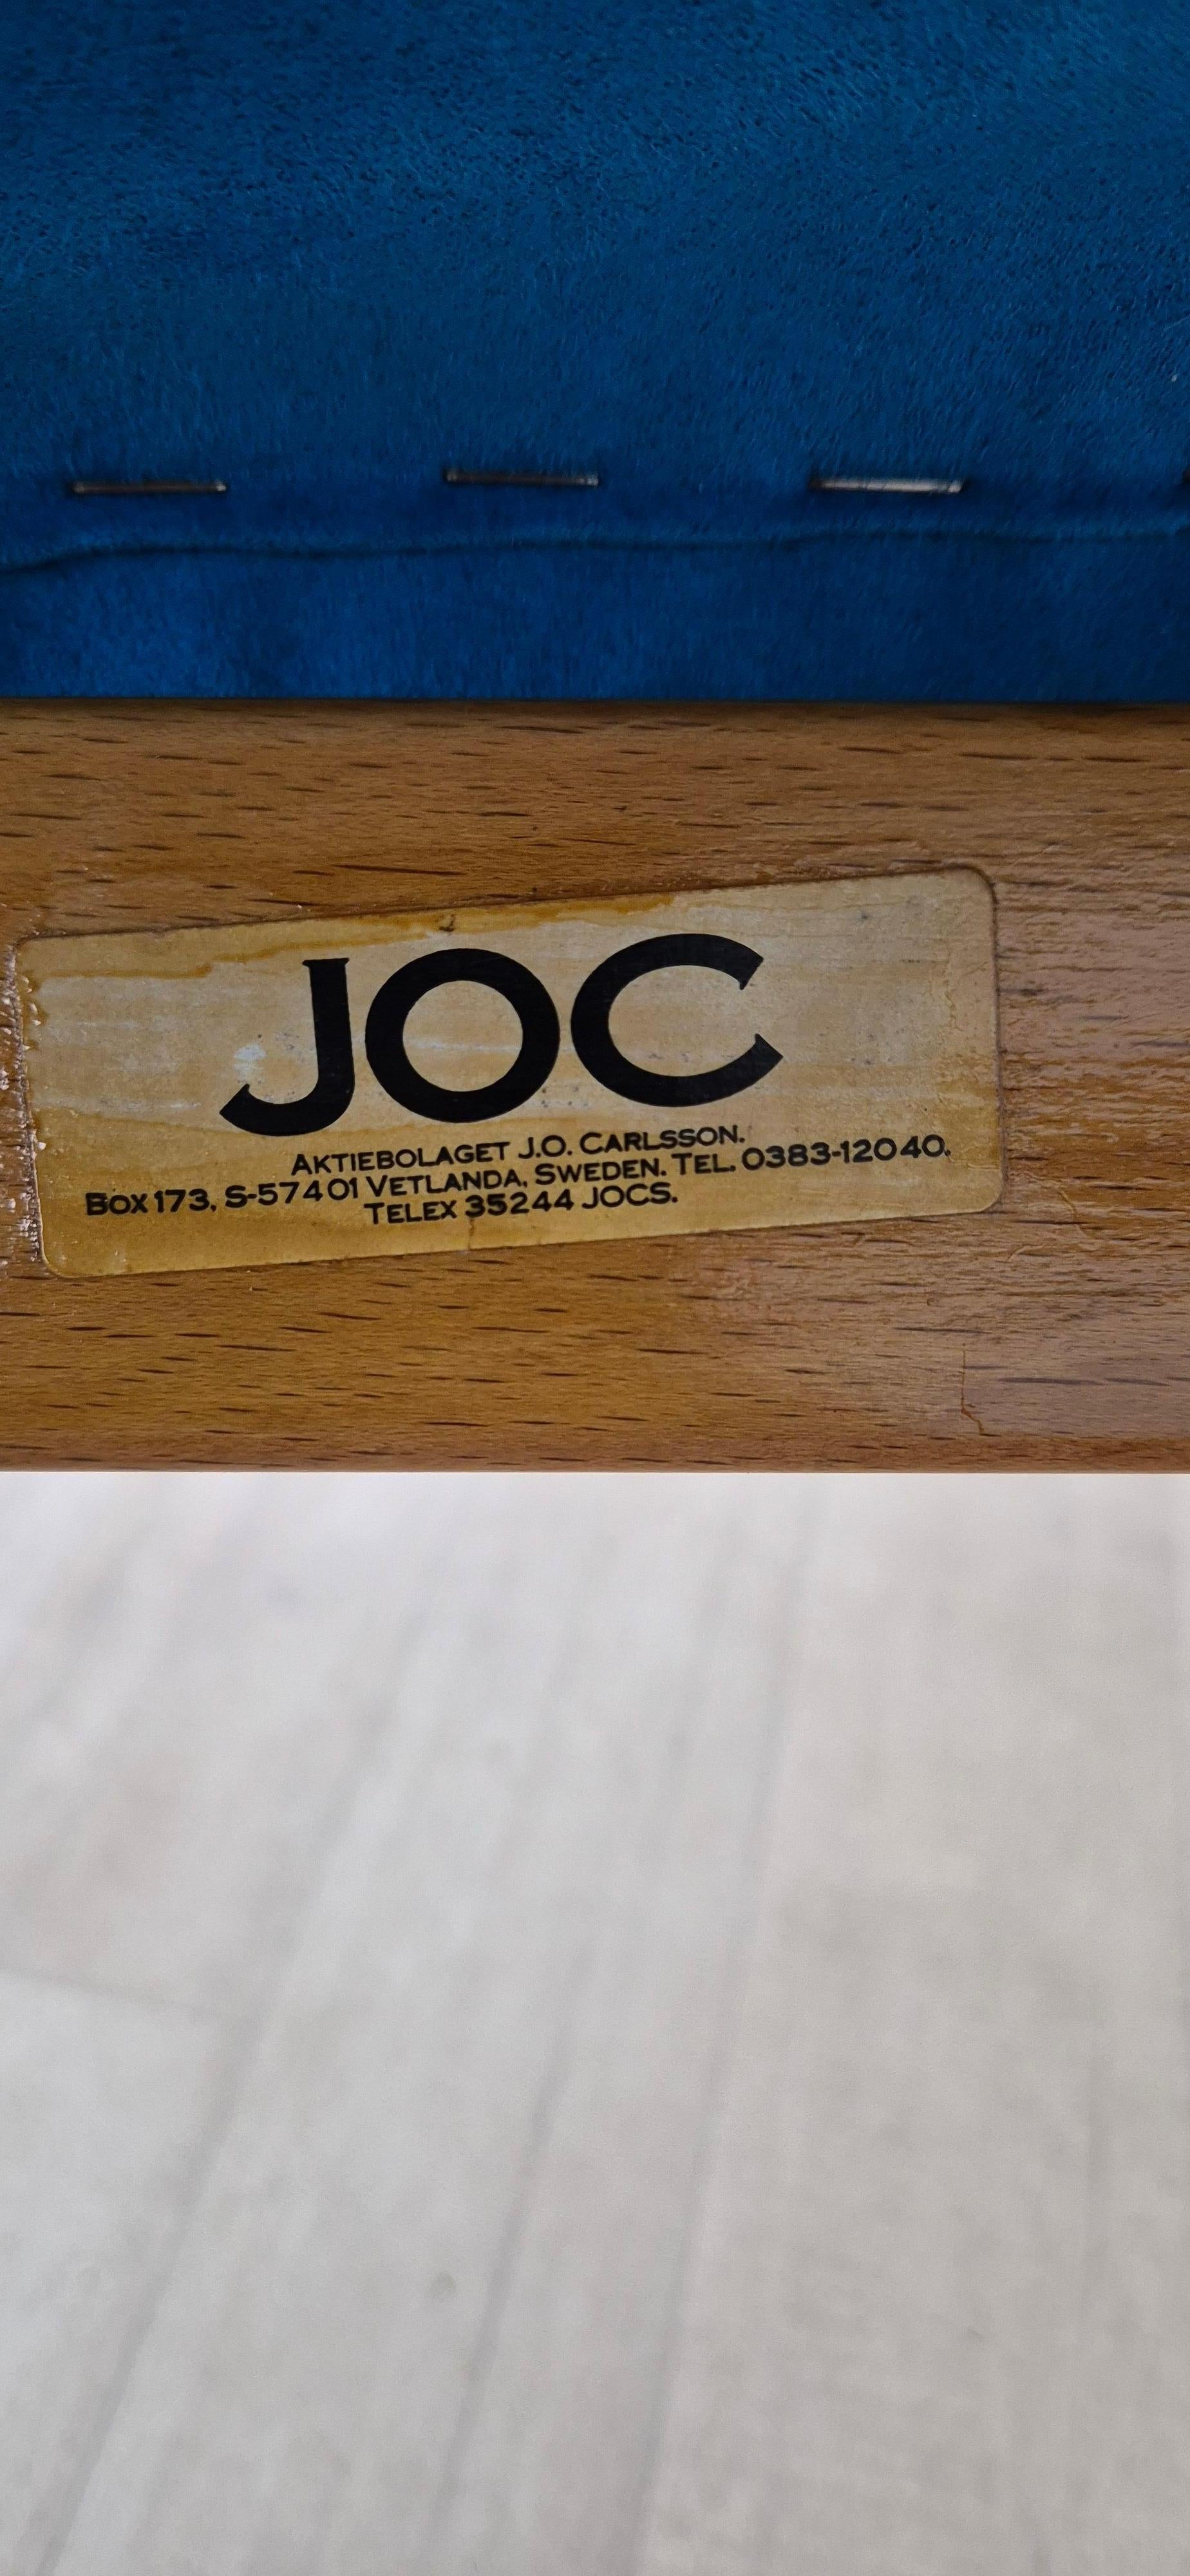 JOC
AKTIEBOLAGET J.O. CARLSSON.
BOX 173, S-574 01 VETLANDA, SWEDEN. TEL. 0383-12040.
TELEX 35244 JOCS.